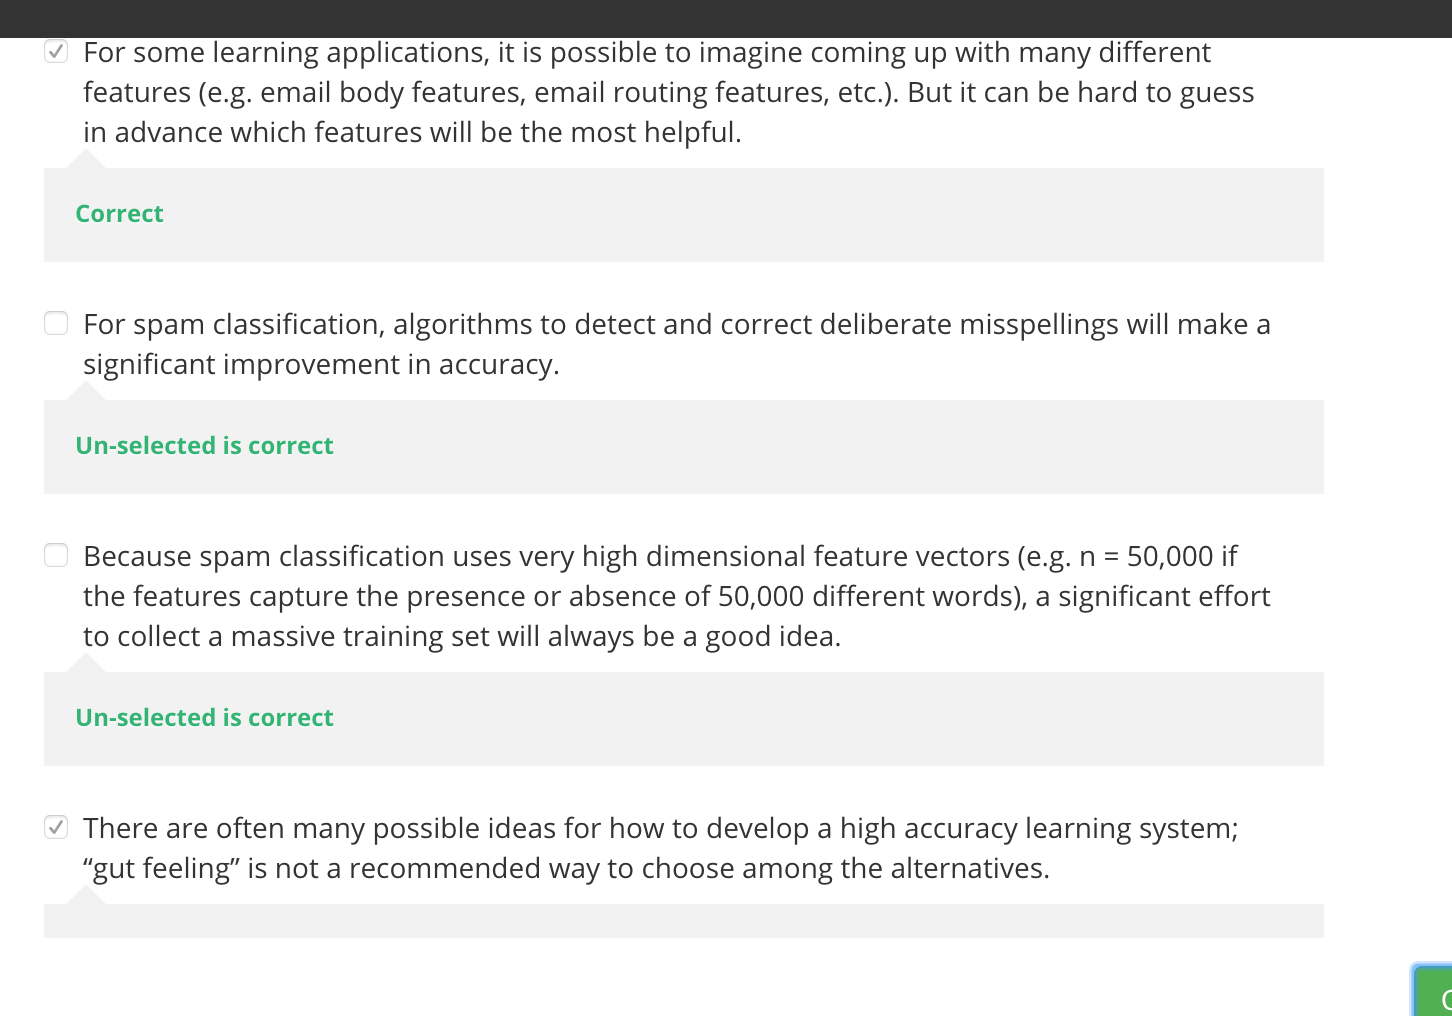 For some learning applications, it is possible to imagine coming up with many different
features (e.g. email body features, email routing features, etc.). But it can be hard to guess
in advance which features will be the most helpful.
Correct
For spam classification, algorithms to detect and correct deliberate misspellings will make a
significant improvement in accuracy.
Un-selected is correct
Because spam classification uses very high dimensional feature vectors (e.g. n = 50,000 if
the features capture the presence or absence of 50,000 different words), a significant effort
to collect a massive training set will always be a good idea.
Un-selected is correct
There are often many possible ideas for how to develop a high accuracy learning system;
“gut feeling” is not a recommended way to choose among the alternatives.